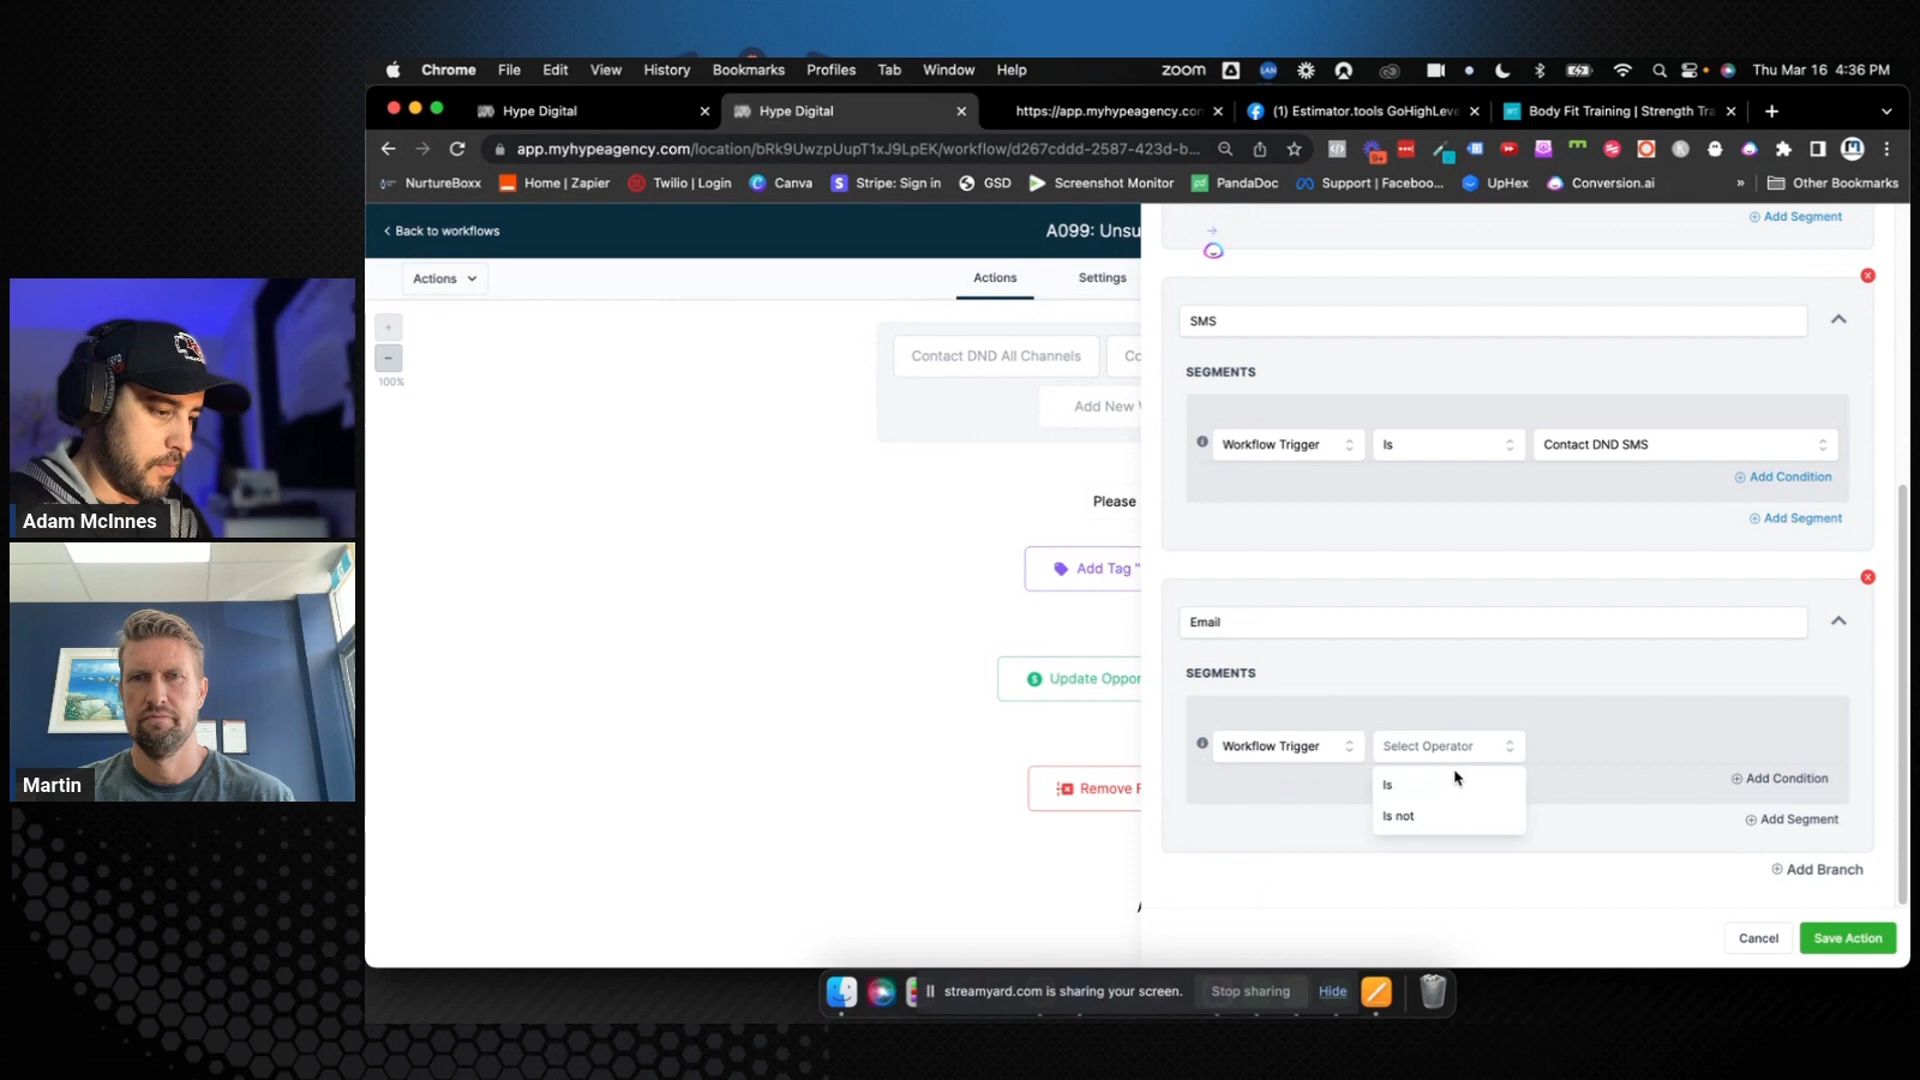 Chrome File Edit View History Bookmarks Profiles Tab Window Help zoom LAN Thu Mar 16 4:36 PM
Hype Digital
Hype Digital
https://app.myhypeagency.con
(1) Estimator.tools GoHighLeve
Body Fit Training | Strength Tra
app.myhypeagency.com/location/bRk9UwzpUupT1xJ9LpEK/workflow/d267cddd-2587-423d-b...
9+
NurtureBoxx Home | Zapier Twilio | Login Canva Stripe: Sign in GSD Screenshot Monitor PandaDoc Support | Faceboo... UpHex Conversion.ai » Other Bookmarks
Back to workflows
A099: Unsu
Add Segment
Actions
Actions
Settings
+
−
100%
Contact DND All Channels
Co
Add New W
Please
Add Tag "
Update Oppor
Remove F
A
SMS
SEGMENTS
Workflow Trigger
Is
Contact DND SMS
Add Condition
Add Segment
Email
SEGMENTS
Workflow Trigger
Select Operator
Is
Is not
Add Condition
Add Segment
Add Branch
Cancel
Save Action
Adam McInnes
Martin
streamyard.com is sharing your screen.
Stop sharing
Hide